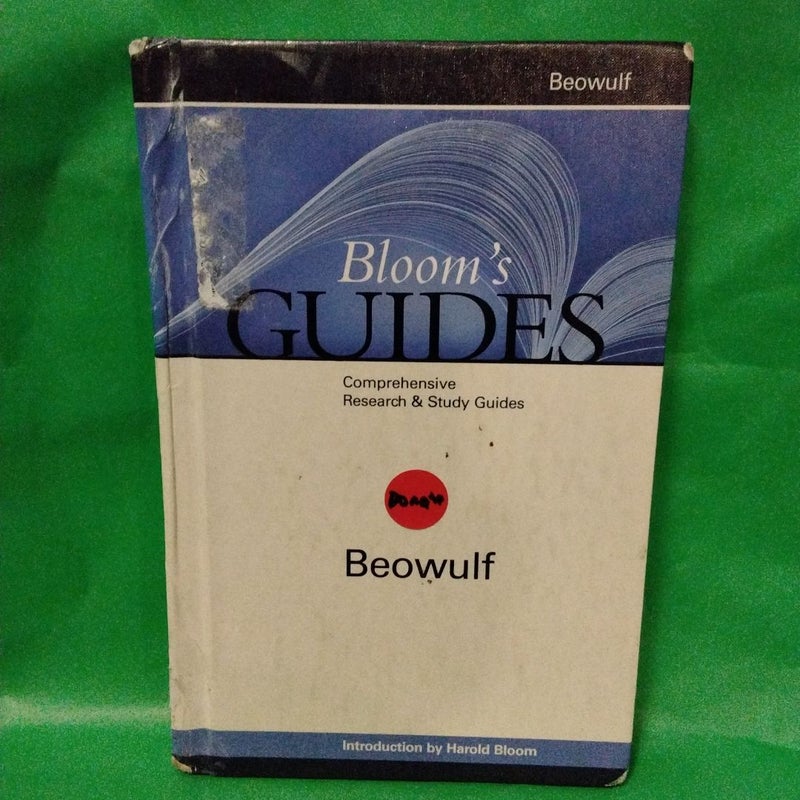 Beowulf
Bloom's
GUIDES
Comprehensive
Research & Study Guides
Beowulf
Introduction by Harold Bloom